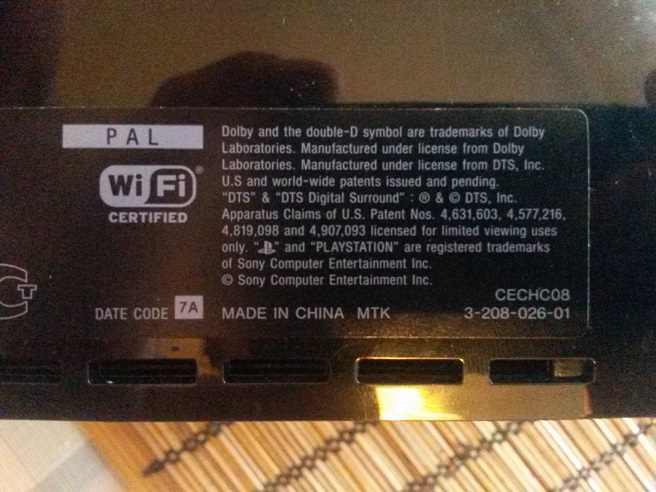 PAL
Wi Fi®
CERTIFIED
Dolby and the double-D symbol are trademarks of Dolby
Laboratories. Manufactured under license from Dolby
Laboratories. Manufactured under license from DTS, Inc.
U.S and world-wide patents issued and pending.
“DTS” & “DTS Digital Surround” : ® & © DTS, Inc.
Apparatus Claims of U.S. Patent Nos. 4,631,603, 4,577,216,
4,819,098 and 4,907,093 licensed for limited viewing uses
only. “ ” and “PLAYSTATION” are registered trademarks
of Sony Computer Entertainment Inc.
© Sony Computer Entertainment Inc.
CECHC08
DATE CODE 7A MADE IN CHINA MTK 3-208-026-01